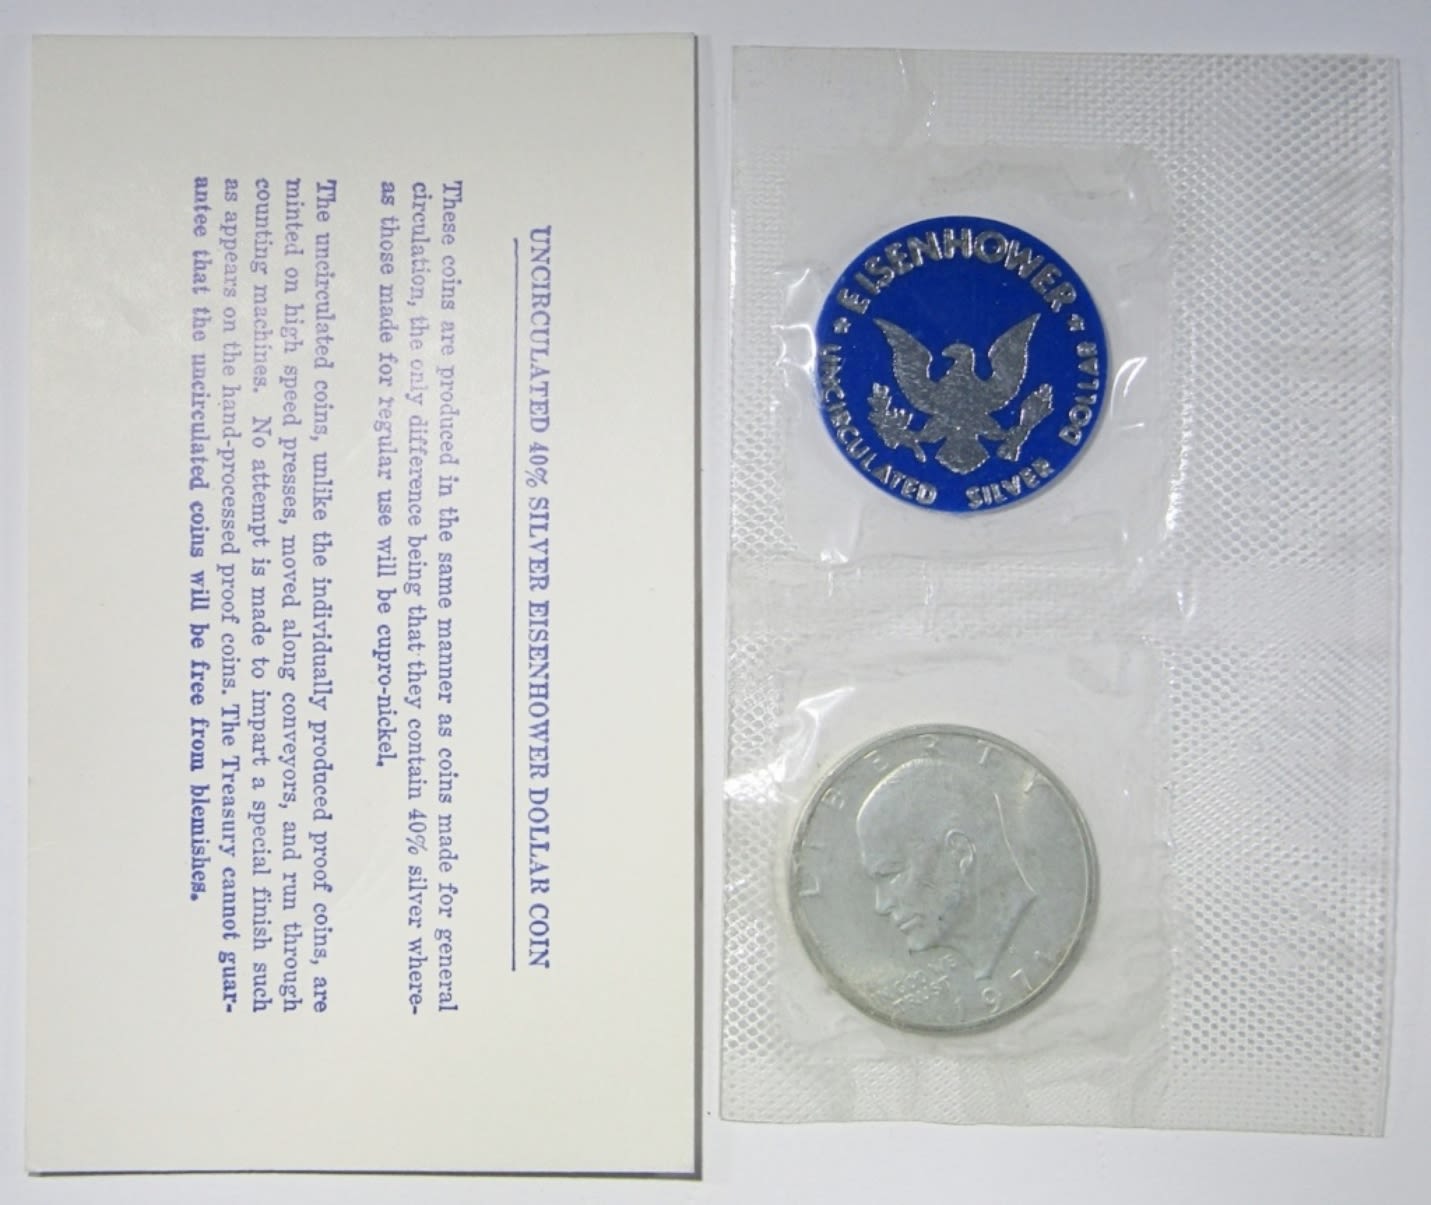 UNCIRCULATED 40% SILVER EISENHOWER DOLLAR COIN
These coins are produced in the same manner as coins made for general
circulation, the only difference being that they contain 40% silver where-
as those made for regular use will be cupro-nickel.
The uncirculated coins, unlike the individually produced proof coins, are
minted on high speed presses, moved along conveyors, and run through
counting machines. No attempt is made to impart a special finish such
as appears on the hand-processed proof coins. The Treasury cannot guar-
antee that the uncirculated coins will be free from blemishes.
★ EISENHOWER ★
UNCIRCULATED SILVER DOLLAR
LIBERTY
1971